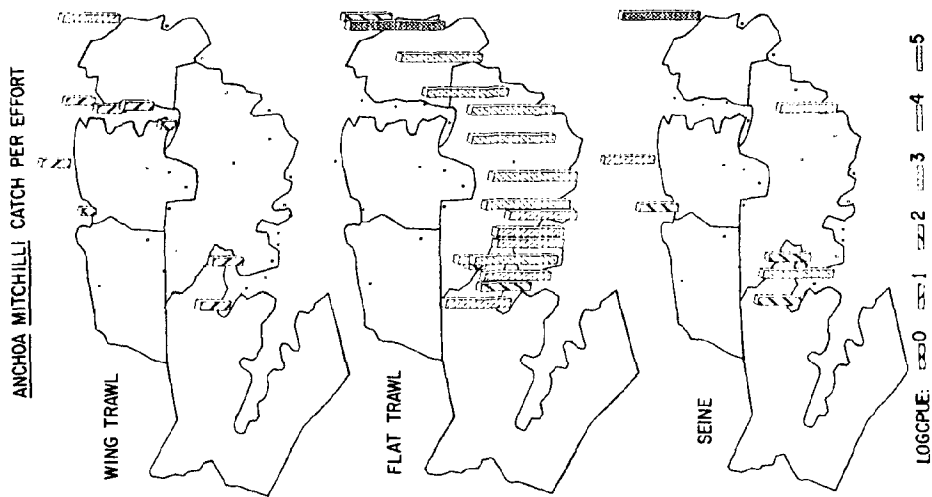 ANCHOA MITCHILLI CATCH PER EFFORT
WING TRAWL
FLAT TRAWL
SEINE
LOGCPUE: 0 1 2 3 4 5